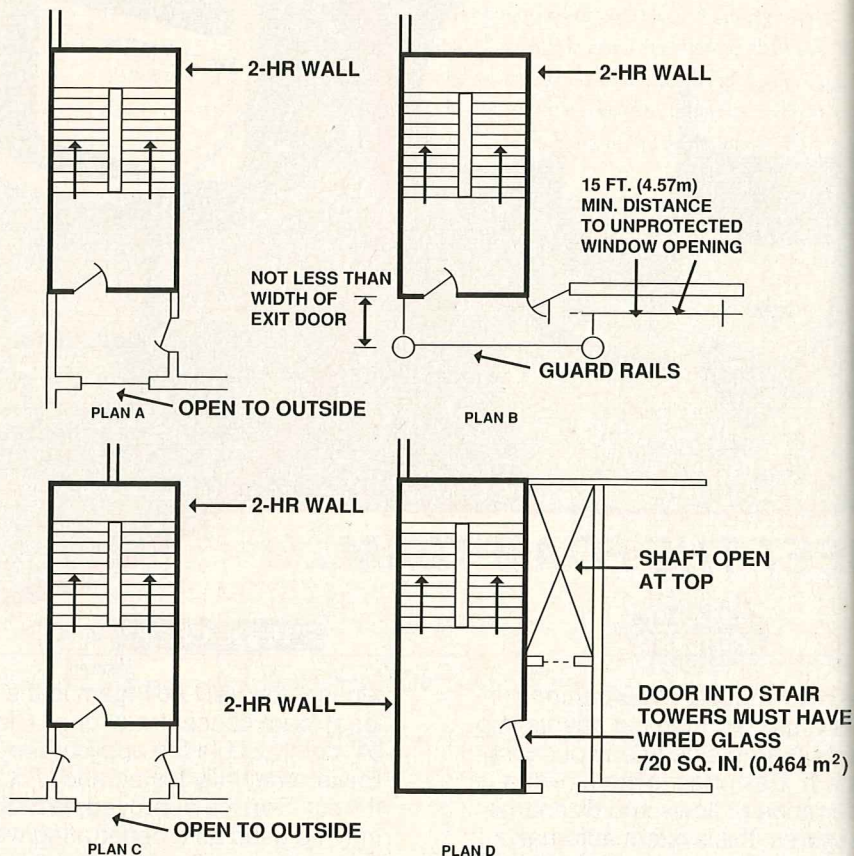 2-HR WALL
OPEN TO OUTSIDE
PLAN A
2-HR WALL
15 FT. (4.57m)
MIN. DISTANCE
TO UNPROTECTED
WINDOW OPENING
NOT LESS THAN
WIDTH OF
EXIT DOOR
GUARD RAILS
PLAN B
2-HR WALL
OPEN TO OUTSIDE
PLAN C
SHAFT OPEN
AT TOP
2-HR WALL
DOOR INTO STAIR
TOWERS MUST HAVE
WIRED GLASS
720 SQ. IN. (0.464 m²)
PLAN D